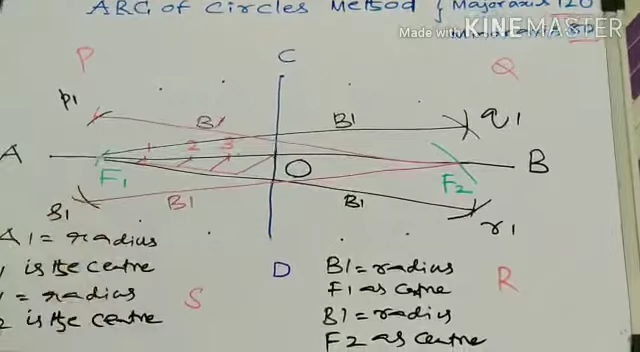 ARC of Circles Method { Major axis 120
Made with KINEMASTER
80
P
C
Q
p1
B1
B1
q1
1 2 3
A
F1
O
F2
B
s1
B1
B1
r1
A1 = radius
is the centre
D
B1 = radius
R
= radius
S
F1 as centre
is the centre
B1 = radius
F2 as centre